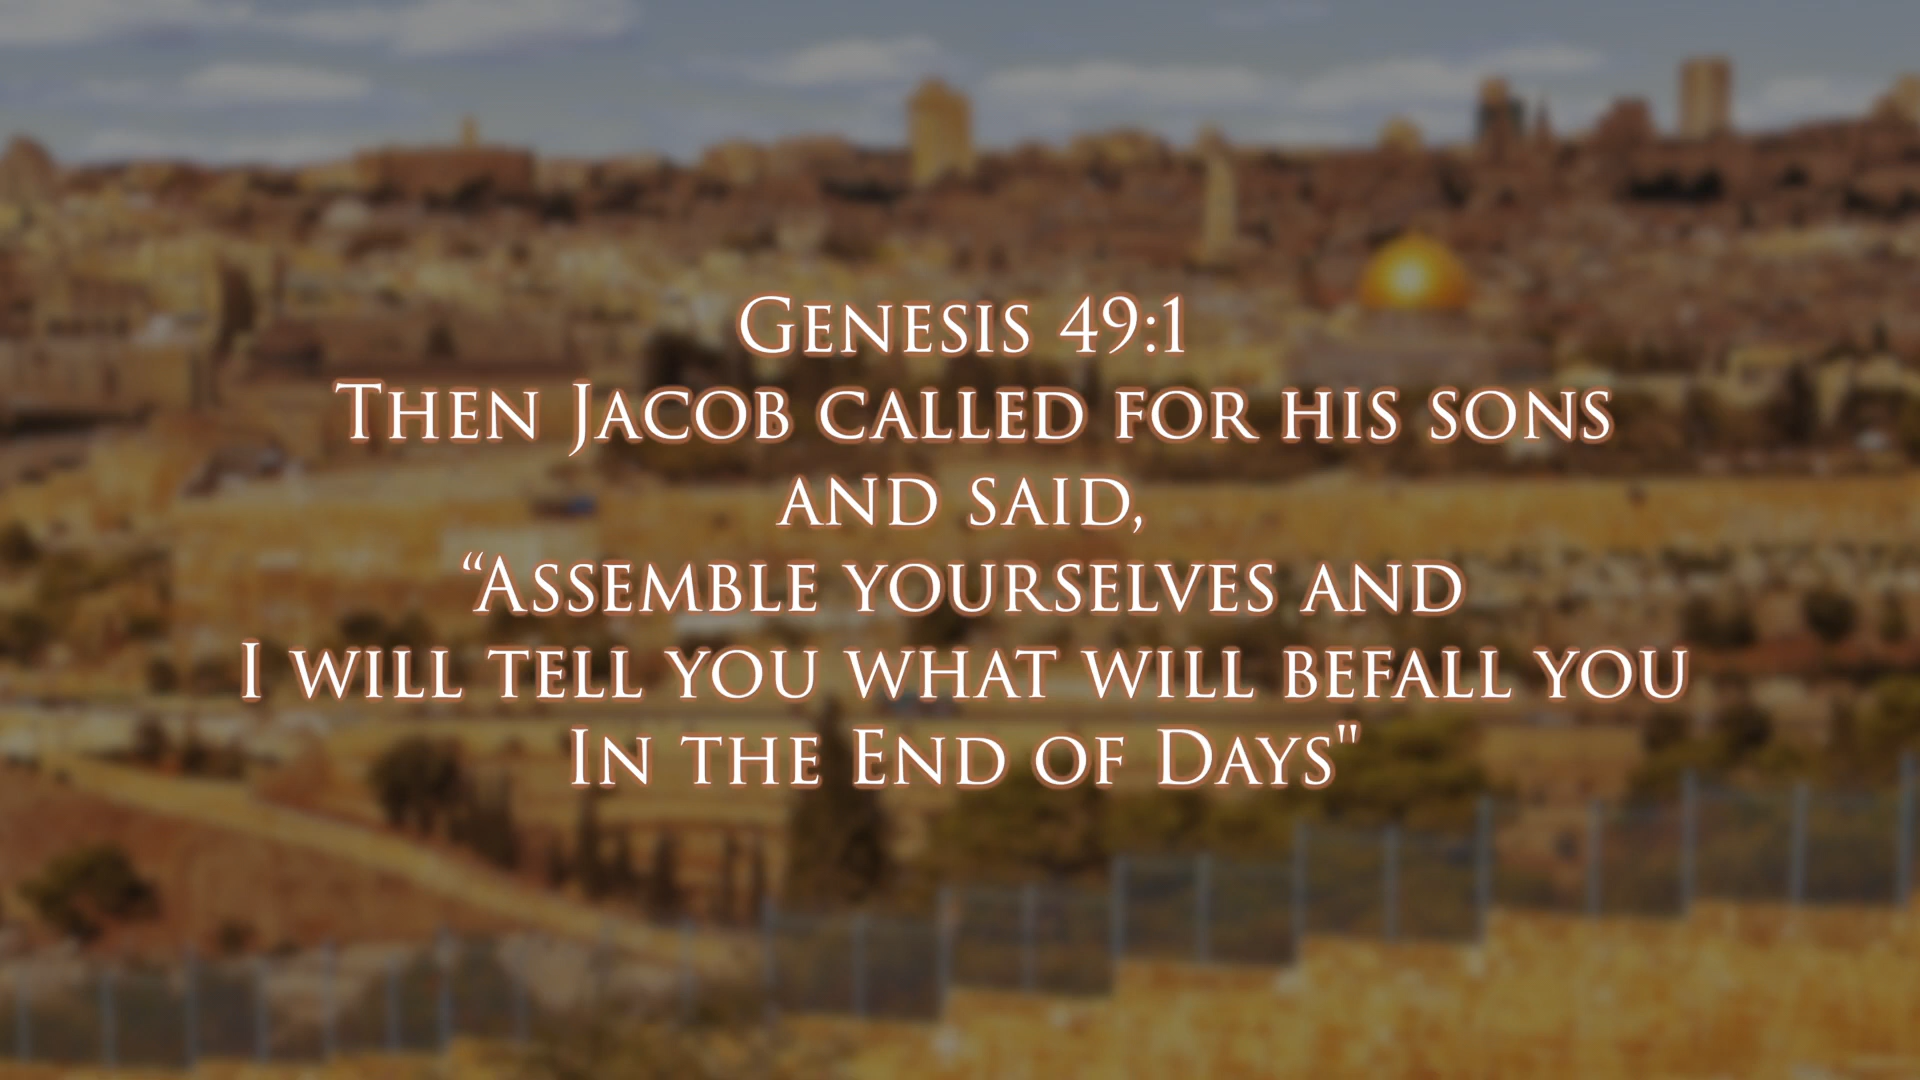 Genesis 49:1
Then Jacob called for his sons
and said,
“Assemble yourselves and
I will tell you what will befall you
In the End of Days"